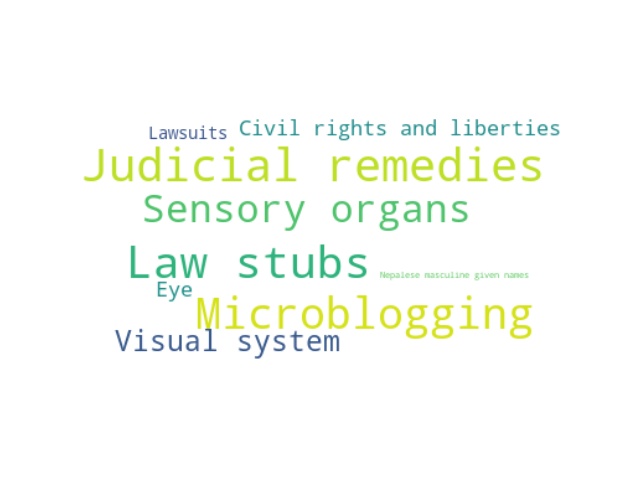 Lawsuits Civil rights and liberties
Judicial remedies
Sensory organs
Law stubs Nepalese masculine given names
Eye
Microblogging
Visual system